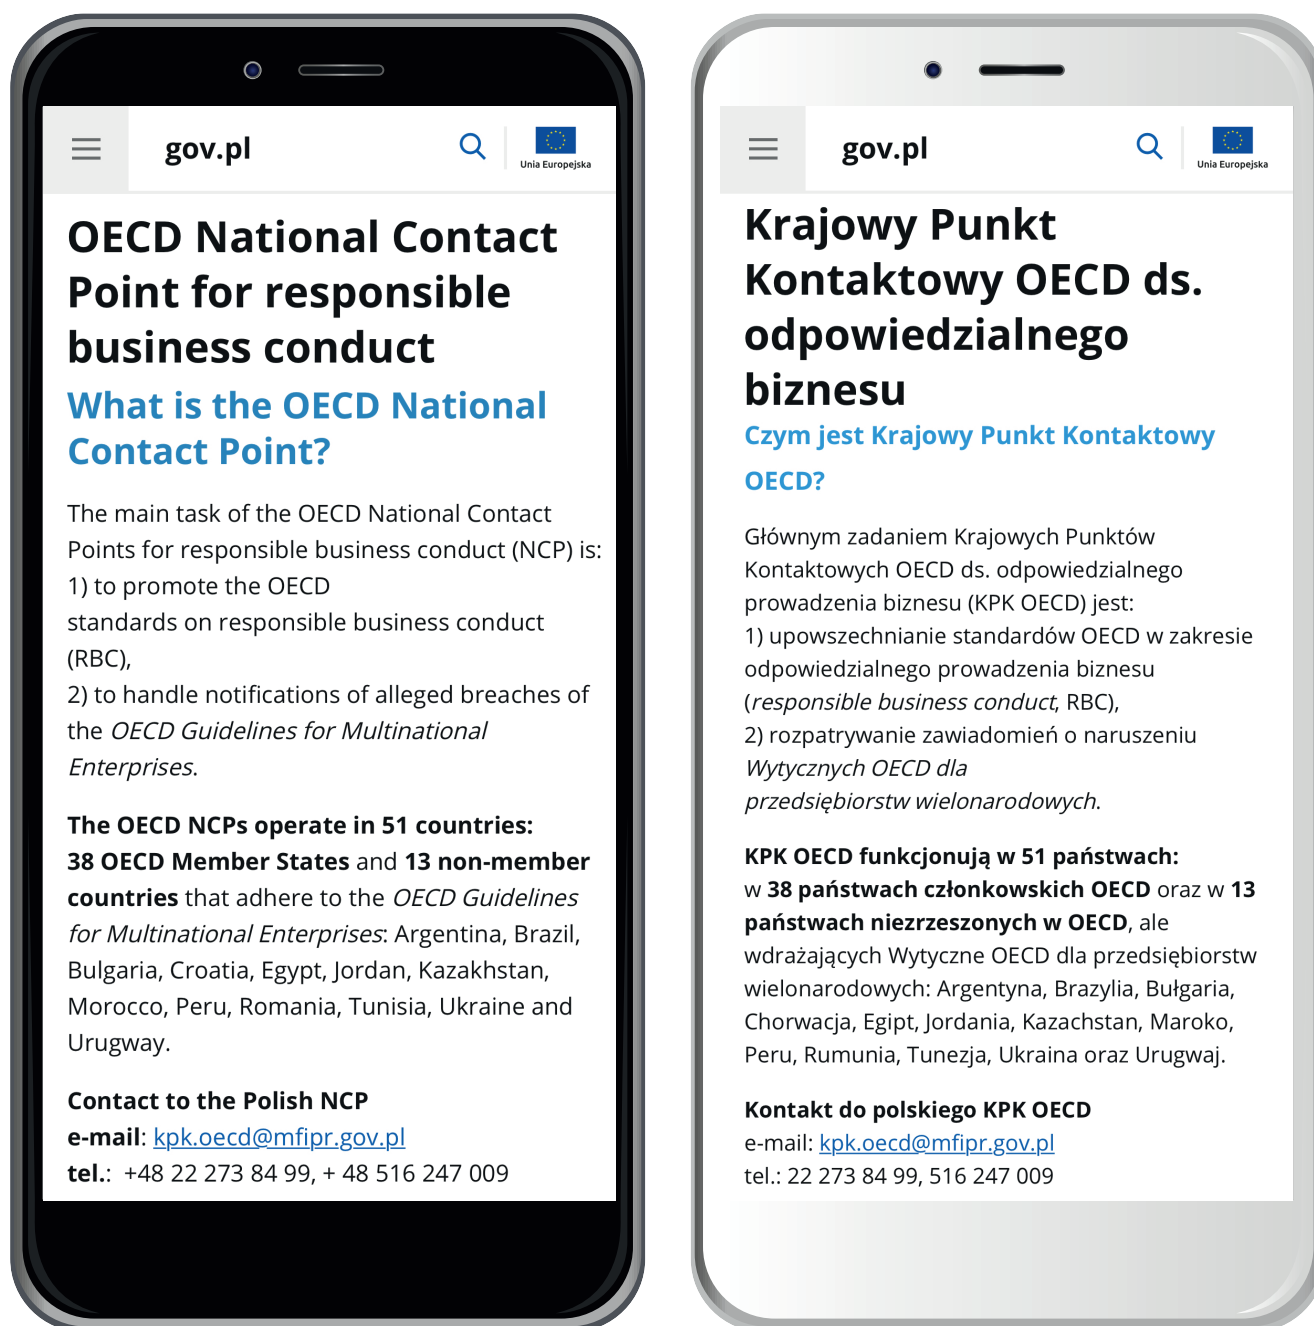 gov.pl
Unia Europejska
OECD National Contact
Point for responsible
business conduct
What is the OECD National
Contact Point?
The main task of the OECD National Contact
Points for responsible business conduct (NCP) is:
1) to promote the OECD
standards on responsible business conduct
(RBC),
2) to handle notifications of alleged breaches of
the OECD Guidelines for Multinational
Enterprises.
The OECD NCPs operate in 51 countries:
38 OECD Member States and 13 non-member
countries that adhere to the OECD Guidelines
for Multinational Enterprises: Argentina, Brazil,
Bulgaria, Croatia, Egypt, Jordan, Kazakhstan,
Morocco, Peru, Romania, Tunisia, Ukraine and
Urugway.
Contact to the Polish NCP
e-mail: kpk.oecd@mfipr.gov.pl
tel.:  +48 22 273 84 99, + 48 516 247 009
gov.pl
Unia Europejska
Krajowy Punkt
Kontaktowy OECD ds.
odpowiedzialnego
biznesu
Czym jest Krajowy Punkt Kontaktowy
OECD?
Głównym zadaniem Krajowych Punktów
Kontaktowych OECD ds. odpowiedzialnego
prowadzenia biznesu (KPK OECD) jest:
1) upowszechnianie standardów OECD w zakresie
odpowiedzialnego prowadzenia biznesu
(responsible business conduct, RBC),
2) rozpatrywanie zawiadomień o naruszeniu
Wytycznych OECD dla
przedsiębiorstw wielonarodowych.
KPK OECD funkcjonują w 51 państwach:
w 38 państwach członkowskich OECD oraz w 13
państwach niezrzeszonych w OECD, ale
wdrażających Wytyczne OECD dla przedsiębiorstw
wielonarodowych: Argentyna, Brazylia, Bułgaria,
Chorwacja, Egipt, Jordania, Kazachstan, Maroko,
Peru, Rumunia, Tunezja, Ukraina oraz Urugwaj.
Kontakt do polskiego KPK OECD
e-mail: kpk.oecd@mfipr.gov.pl
tel.: 22 273 84 99, 516 247 009